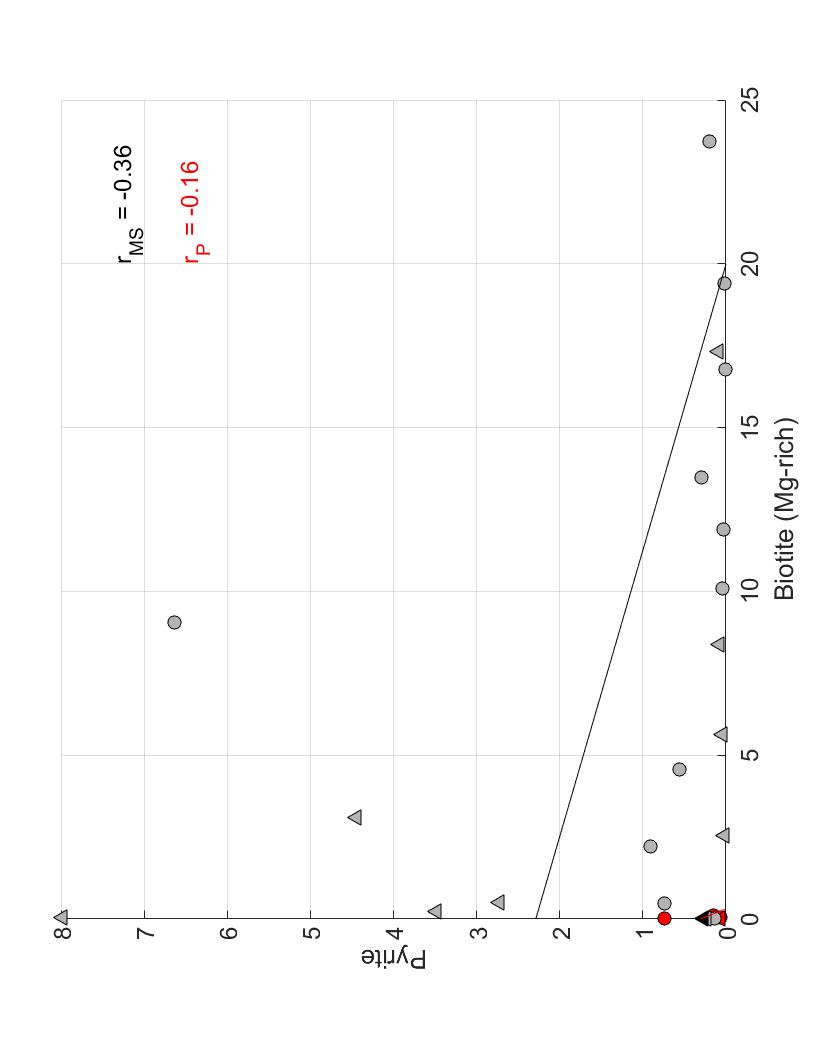 8
7
6
5
4
3
2
1
0
Pyrite
r_MS = -0.36
r_P = -0.16
0 5 10 15 20 25
Biotite (Mg-rich)